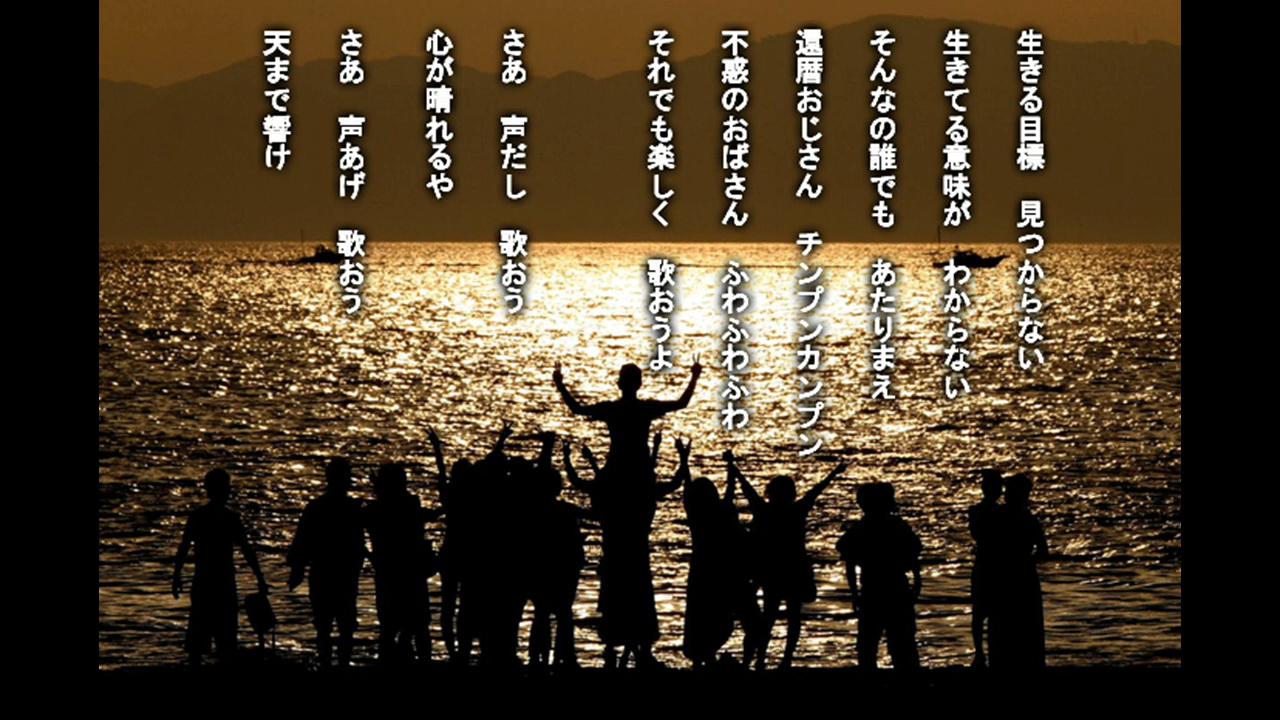 生きる目標　見つからない
生きてる意味が　わからない
そんなの誰でも　あたりまえ
還暦おじさん　チンプンカンプン
不惑のおばさん　ふわふわふわ
それでも楽しく　歌おうよ
さあ　声だし　歌おう
心が晴れるや
さあ　声あげ　歌おう
天まで響け